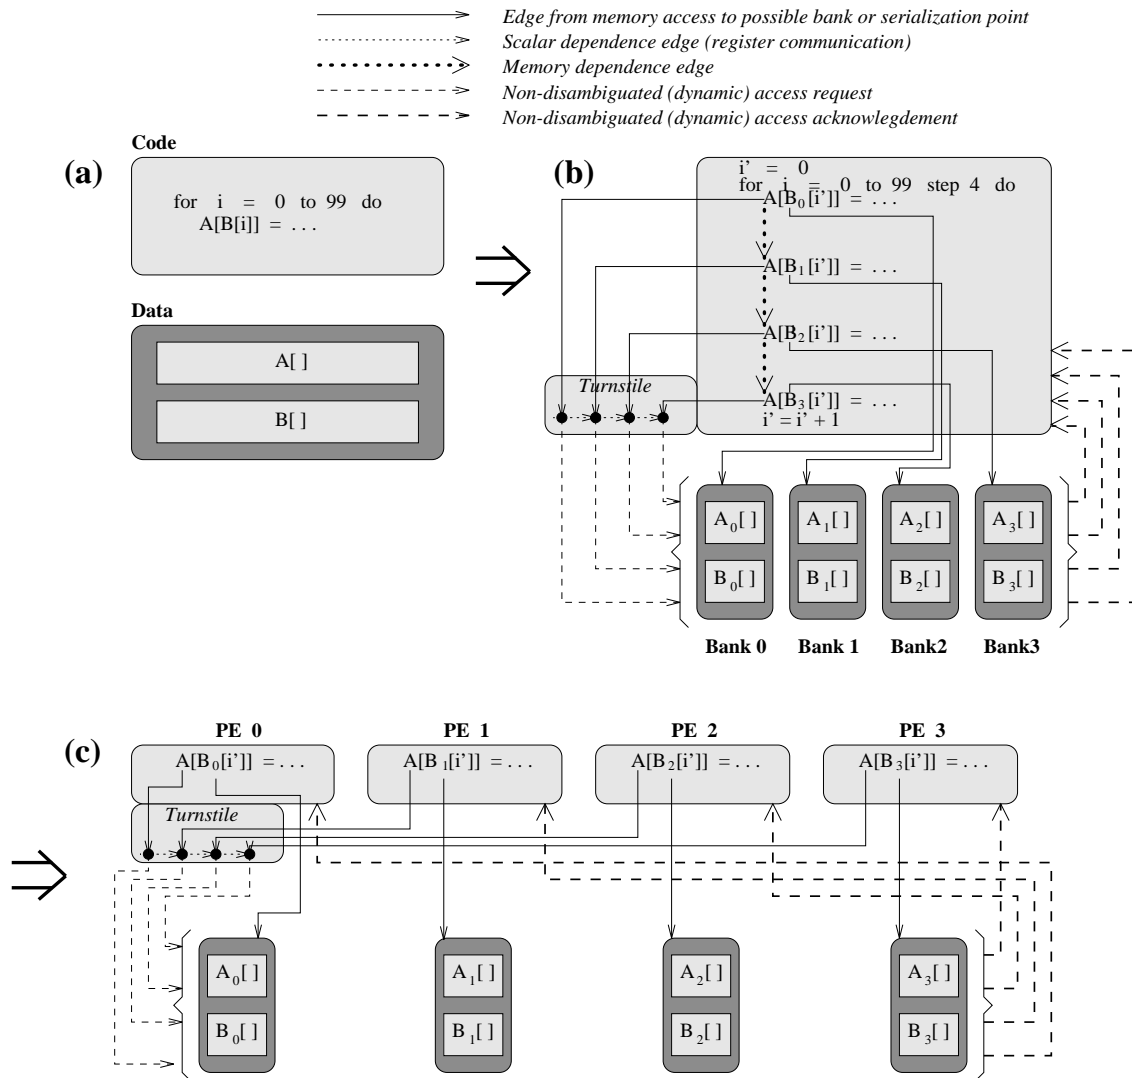 Edge from memory access to possible bank or serialization point
Scalar dependence edge (register communication)
Memory dependence edge
Non-disambiguated (dynamic) access request
Non-disambiguated (dynamic) access acknowlegdement
(a)
Code
for i = 0 to 99 do
A[B[i]] = . . .
Data
A[ ]
B[ ]
(b)
i' = 0
for i = 0 to 99 step 4 do
A[B0[i']] = . . .
A[B1[i']] = . . .
A[B2[i']] = . . .
A[B3[i']] = . . .
i' = i' + 1
Turnstile
A0[ ] A1[ ] A2[ ] A3[ ]
B0[ ] B1[ ] B2[ ] B3[ ]
Bank 0 Bank 1 Bank2 Bank3
(c)
PE 0 PE 1 PE 2 PE 3
A[B0[i']] = . . . A[B1[i']] = . . . A[B2[i']] = . . . A[B3[i']] = . . .
Turnstile
A0[ ] A1[ ] A2[ ] A3[ ]
B0[ ] B1[ ] B2[ ] B3[ ]